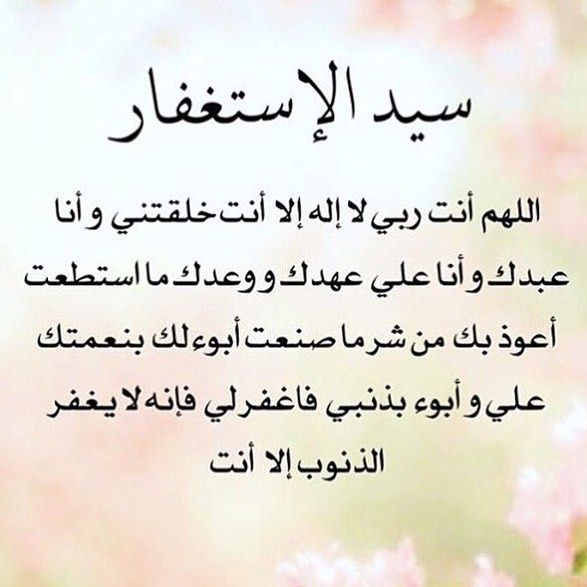 سيد الإستغفار
اللهم أنت ربي لا إله إلا أنت خلقتني و أنا
عبدك و أنا علي عهدك و وعدك ما استطعت
أعوذ بك من شر ما صنعت أبوء لك بنعمتك
علي و أبوء بذنبي فاغفرلي فإنه لا يغفر
الذنوب إلا أنت